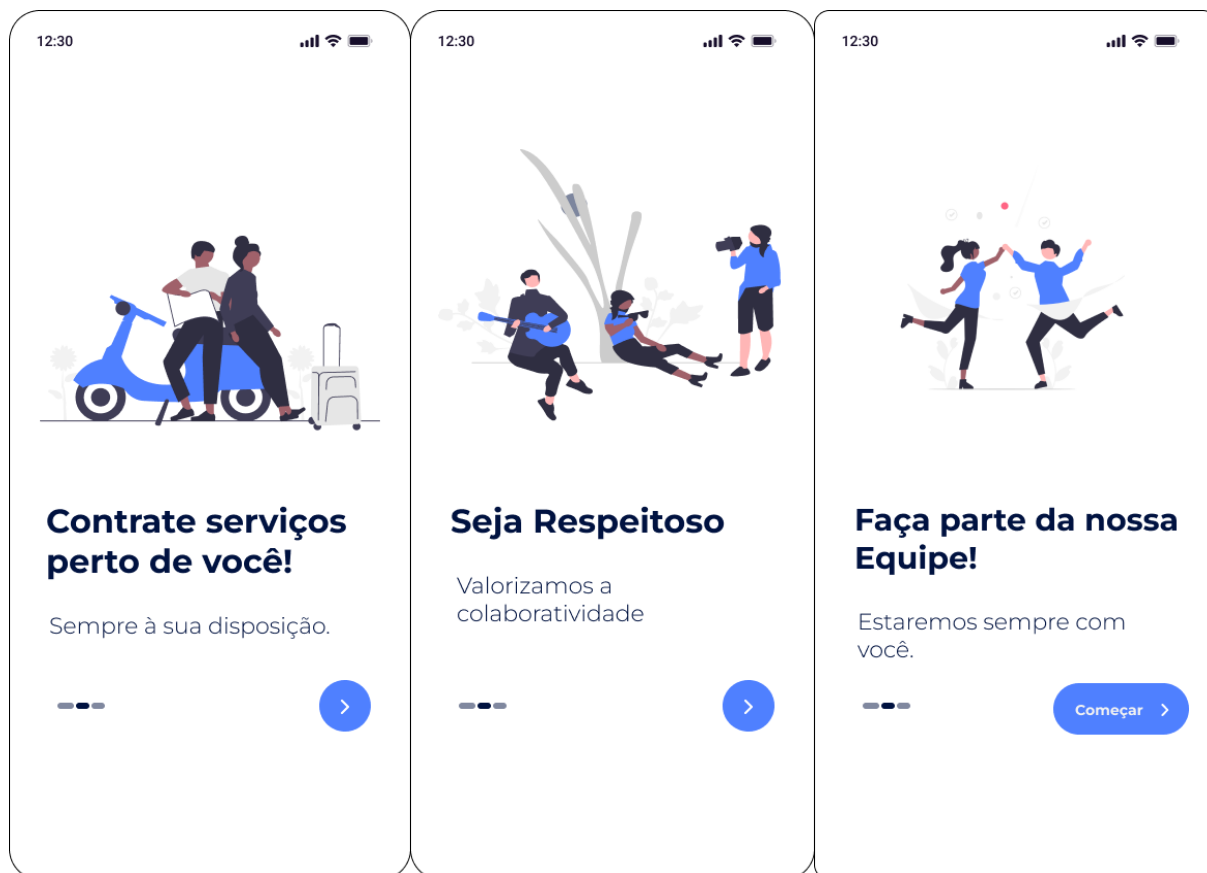 12:30
Contrate serviços
perto de você!
Sempre à sua disposição.
12:30
Seja Respeitoso
Valorizamos a
colaboratividade
12:30
Faça parte da nossa
Equipe!
Estaremos sempre com
você.
Começar